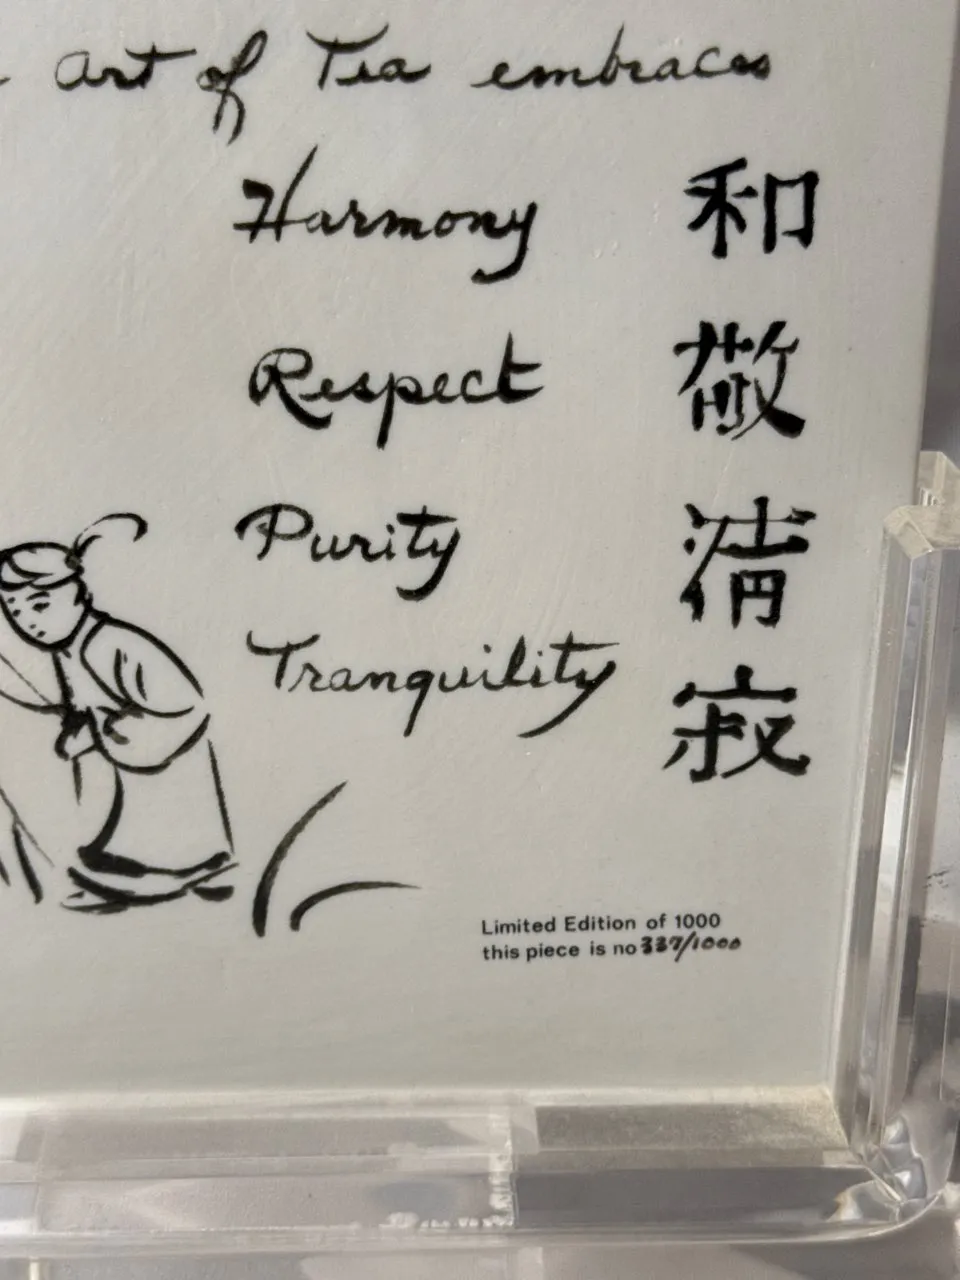 Art of Tea embraces
Harmony 和
Respect 敬
Purity 清
Tranquility 寂
Limited Edition of 1000
this piece is no 337/1000